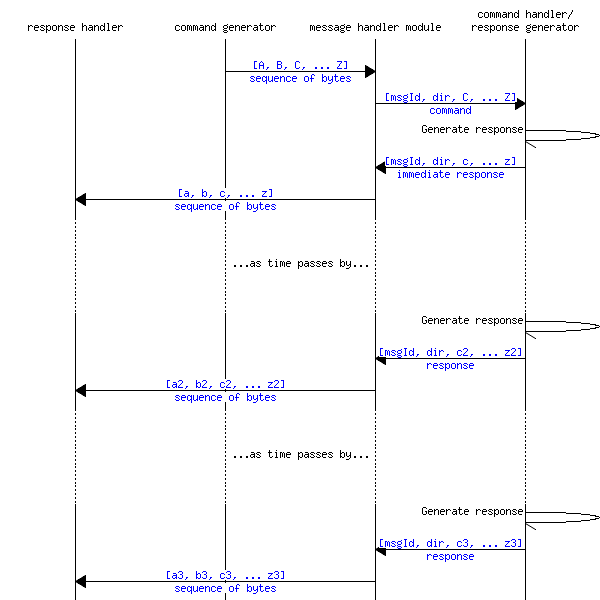 command handler/
response handler command generator message handler module response generator
[A, B, C, ... Z]
sequence of bytes
[msgId, dir, C, ... Z]
command
Generate response
[msgId, dir, c, ... z]
immediate response
[a, b, c, ... z]
sequence of bytes
...as time passes by...
Generate response
[msgId, dir, c2, ... z2]
response
[a2, b2, c2, ... z2]
sequence of bytes
...as time passes by...
Generate response
[msgId, dir, c3, ... z3]
response
[a3, b3, c3, ... z3]
sequence of bytes